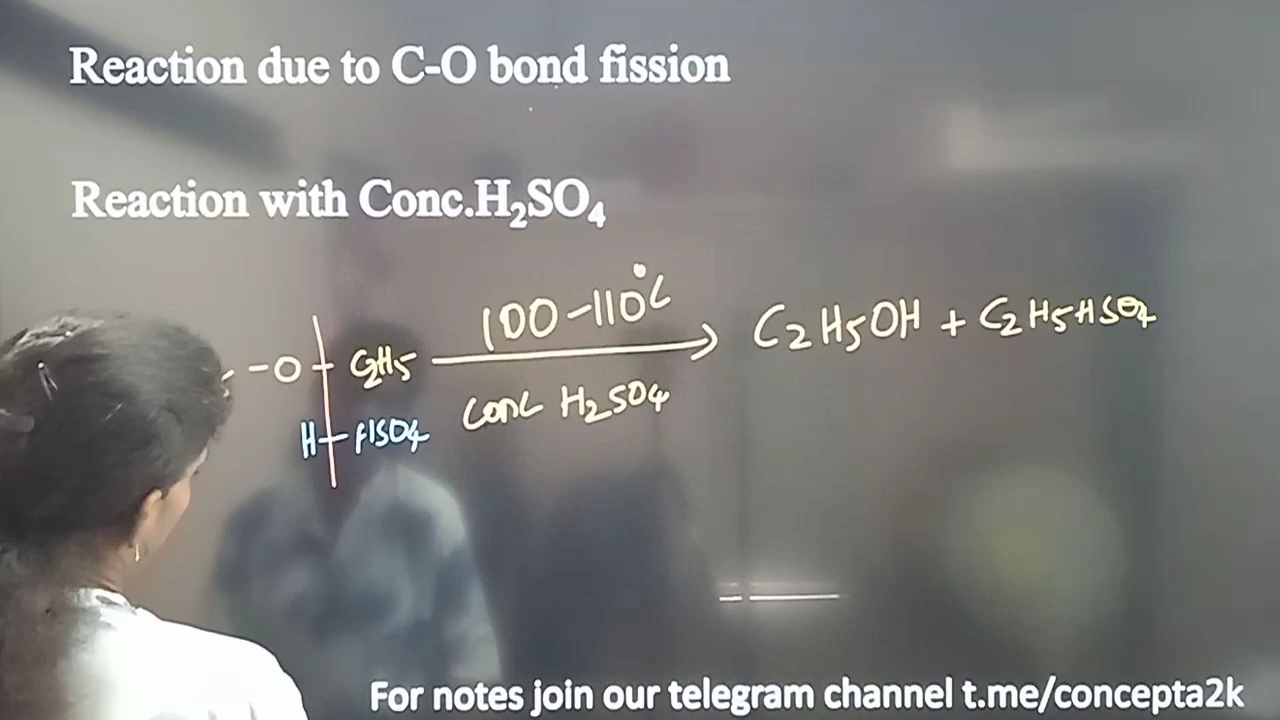 Reaction due to C-O bond fission
Reaction with Conc.H₂SO₄
100-110°C
-O C₂H₅ → C₂H₅OH + C₂H₅HSO₄
Conc H₂SO₄
H-HSO₄
For notes join our telegram channel t.me/concepta2k